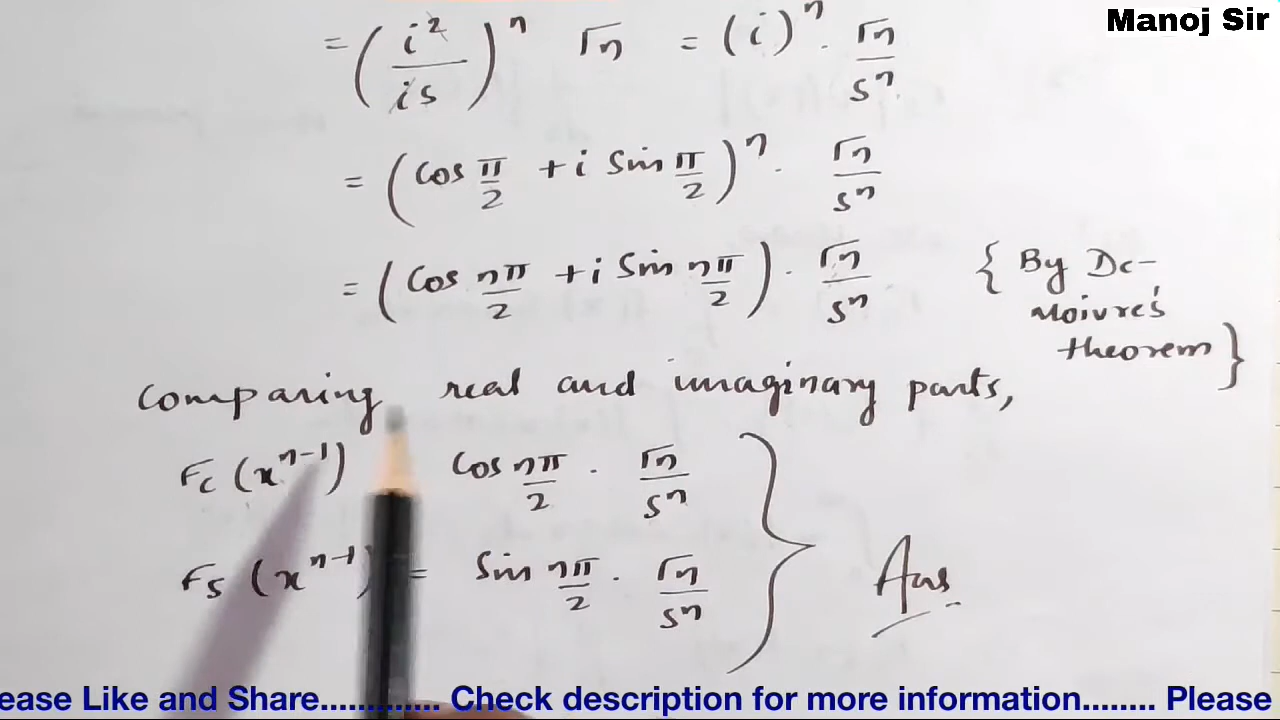 Manoj Sir
= (i²/is)ⁿ Γn = (i)ⁿ · Γn/sⁿ
= (cos π/2 + i Sin π/2)ⁿ · Γn/sⁿ
= (cos nπ/2 + i Sin nπ/2) · Γn/sⁿ { By De-
Moivre's
theorem }
Comparing real and imaginary parts,
Fc (xⁿ⁻¹) cos nπ/2 · Γn/sⁿ
Fs (xⁿ⁻¹) = Sin nπ/2 · Γn/sⁿ
Ans
ease Like and Share............. Check description for more information........ Please